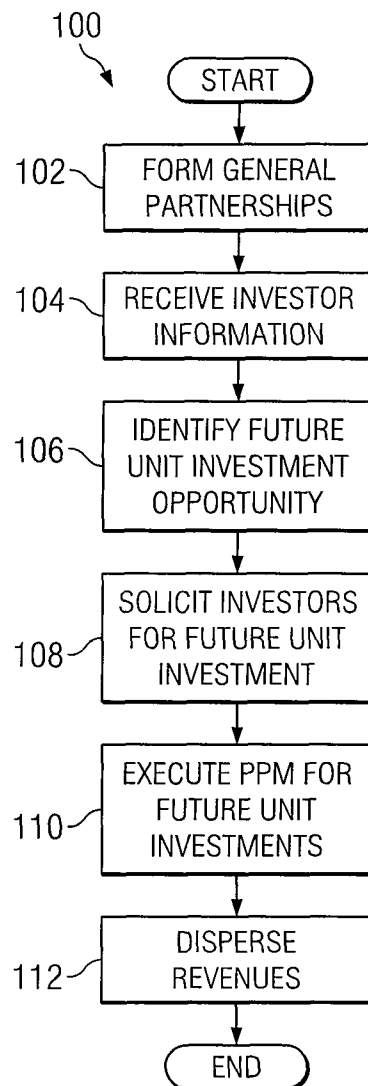 100
START
102
FORM GENERAL
PARTNERSHIPS
104
RECEIVE INVESTOR
INFORMATION
106
IDENTIFY FUTURE
UNIT INVESTMENT
OPPORTUNITY
108
SOLICIT INVESTORS
FOR FUTURE UNIT
INVESTMENT
110
EXECUTE PPM FOR
FUTURE UNIT
INVESTMENTS
112
DISPERSE
REVENUES
END